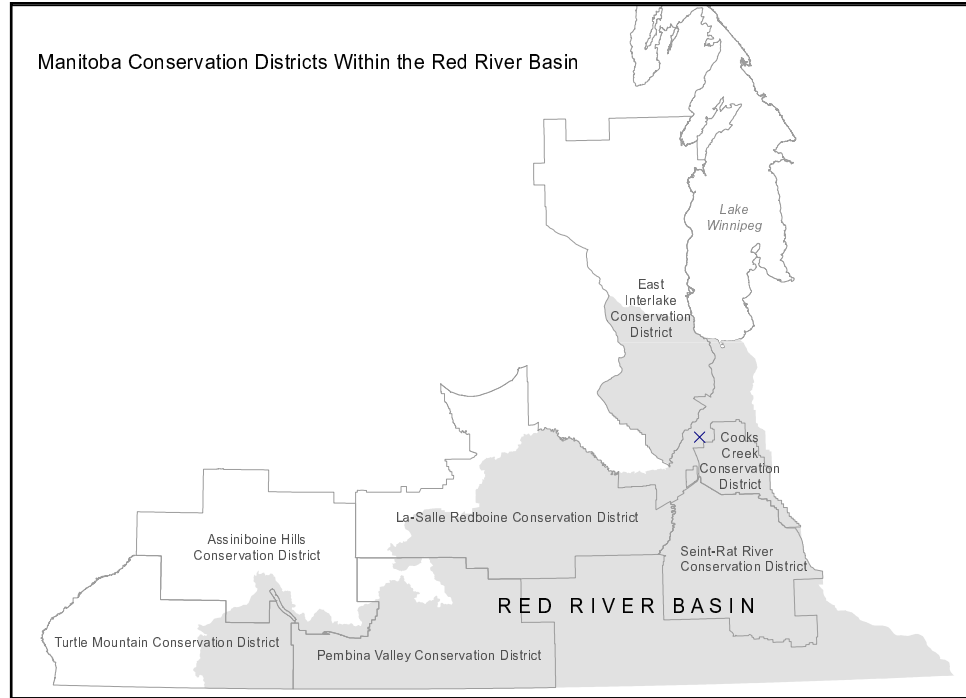 Manitoba Conservation Districts Within the Red River Basin
Lake
Winnipeg
East
Interlake
Conservation
District
Cooks
Creek
Conservation
District
La-Salle Redboine Conservation District
Assiniboine Hills
Conservation District
Seint-Rat River
Conservation District
RED RIVER BASIN
Turtle Mountain Conservation District
Pembina Valley Conservation District